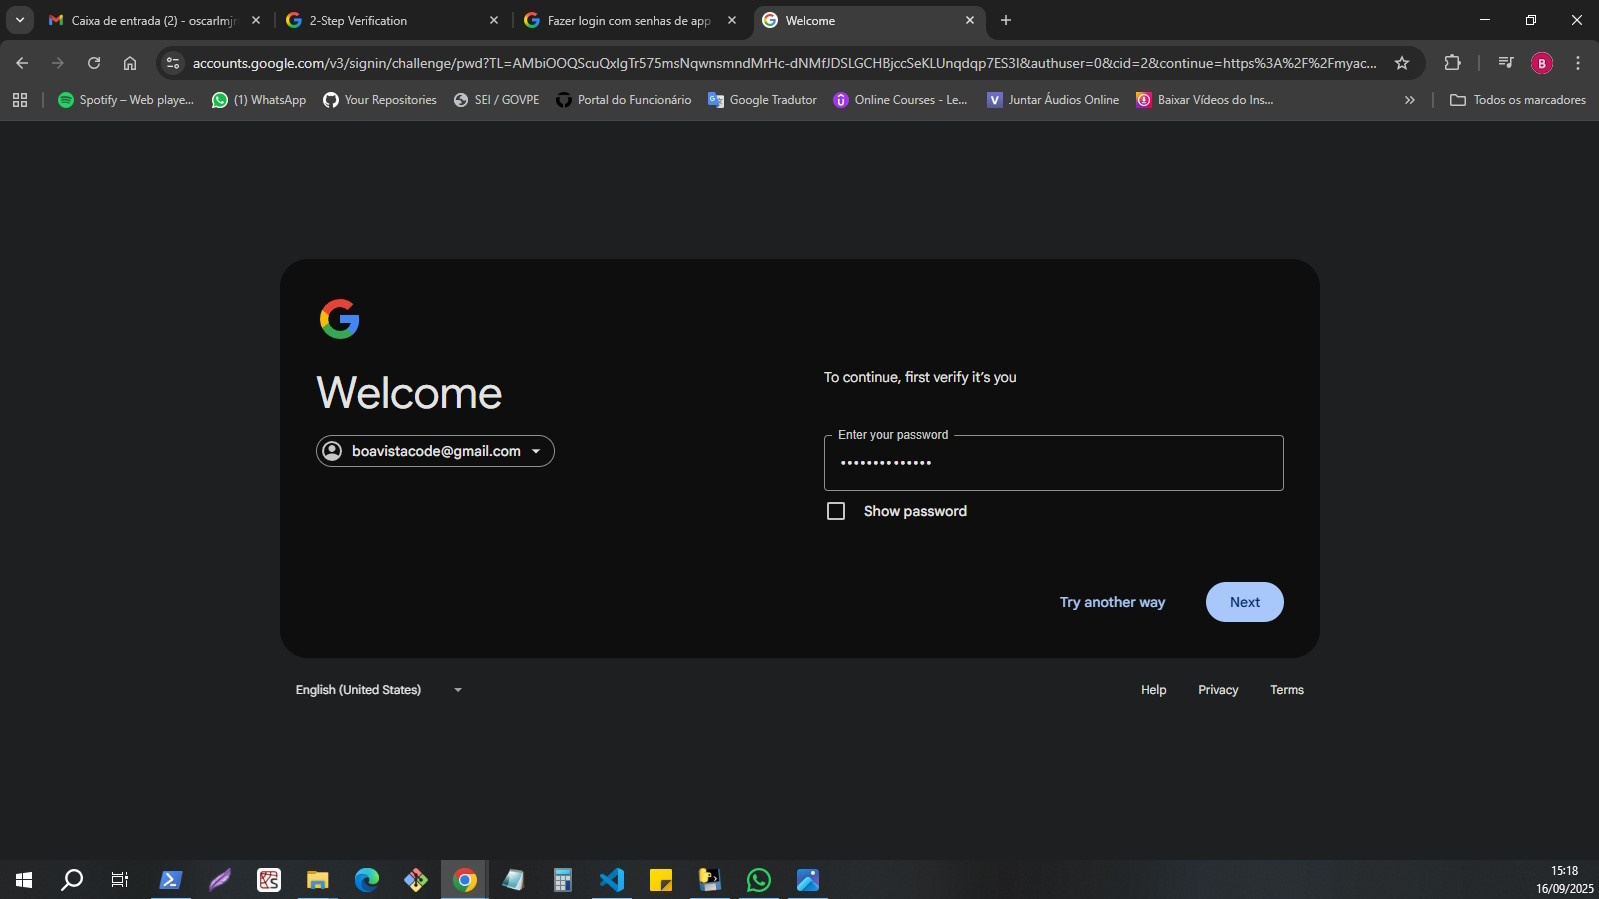 Caixa de entrada (2) - oscarlmjr
2-Step Verification
Fazer login com senhas de app
Welcome
accounts.google.com/v3/signin/challenge/pwd?TL=AMbiOOQScuQxlgTr575msNqwnsmndMrHc-dNMfJDSLGCHBjccSeKLUnqdqp7ES3I&authuser=0&cid=2&continue=https%3A%2F%2Fmyac...
B
Spotify – Web playe...
(1) WhatsApp
Your Repositories
SEI / GOVPE
Portal do Funcionário
Google Tradutor
Online Courses - Le...
V
Juntar Áudios Online
Baixar Vídeos do Ins...
Todos os marcadores
Welcome
boavistacode@gmail.com
To continue, first verify it's you
Enter your password
Show password
Try another way
Next
English (United States)
Help
Privacy
Terms
15:18
16/09/2025